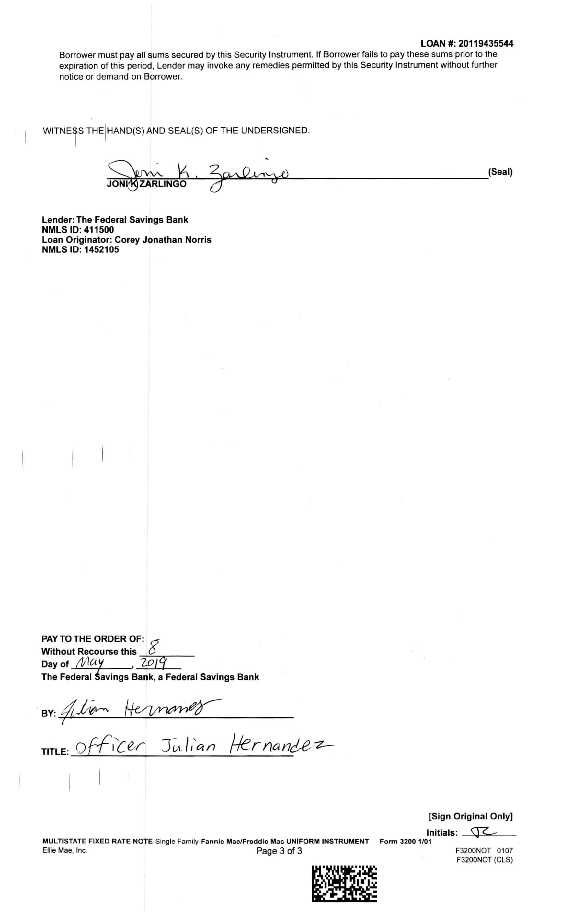 LOAN #: 20119435544
Borrower must pay all sums secured by this Security Instrument. If Borrower fails to pay these sums prior to the
expiration of this period, Lender may invoke any remedies permitted by this Security Instrument without further
notice or demand on Borrower.
WITNESS THE HAND(S) AND SEAL(S) OF THE UNDERSIGNED.
Joni K. Zarlingo (Seal)
JONI K ZARLINGO
Lender: The Federal Savings Bank
NMLS ID: 411500
Loan Originator: Corey Jonathan Norris
NMLS ID: 1452105
PAY TO THE ORDER OF:
Without Recourse this 8
Day of May, 2019
The Federal Savings Bank, a Federal Savings Bank
BY: Julian Hernandez
TITLE: Officer Julian Hernandez
[Sign Original Only]
Initials: JZ
MULTISTATE FIXED RATE NOTE-Single Family-Fannie Mae/Freddie Mac UNIFORM INSTRUMENT Form 3200 1/01
Ellie Mae, Inc. Page 3 of 3 F3200NOT 0107
F3200NOT (CLS)